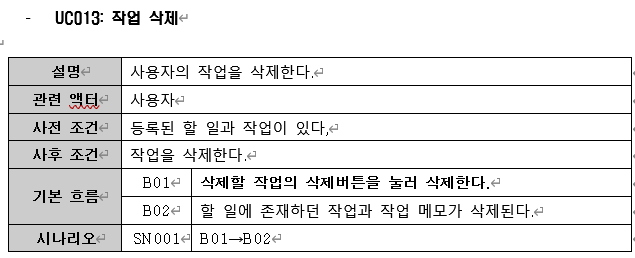 - UC013: 작업 삭제
설명 사용자의 작업을 삭제한다.
관련 액터 사용자
사전 조건 등록된 할 일과 작업이 있다,
사후 조건 작업을 삭제한다.
기본 흐름 B01 삭제할 작업의 삭제버튼을 눌러 삭제한다.
B02 할 일에 존재하던 작업과 작업 메모가 삭제된다.
시나리오 SN001 B01→B02